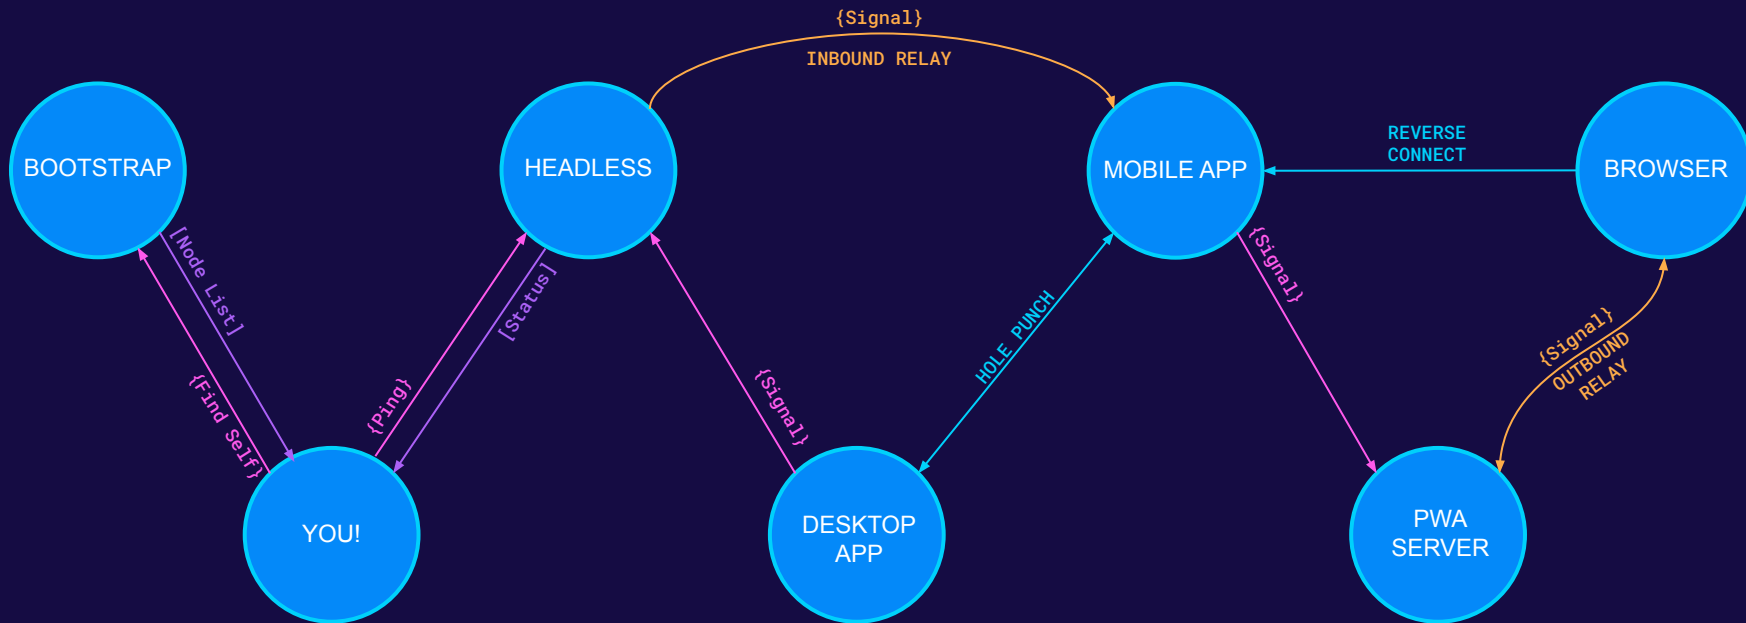 {Signal}
INBOUND RELAY
BOOTSTRAP
HEADLESS
MOBILE APP
REVERSE
CONNECT
BROWSER
[Node List]
{Find Self}
{Ping}
[Status]
{Signal}
HOLE PUNCH
{Signal}
{Signal}
OUTBOUND
RELAY
YOU!
DESKTOP
APP
PWA
SERVER